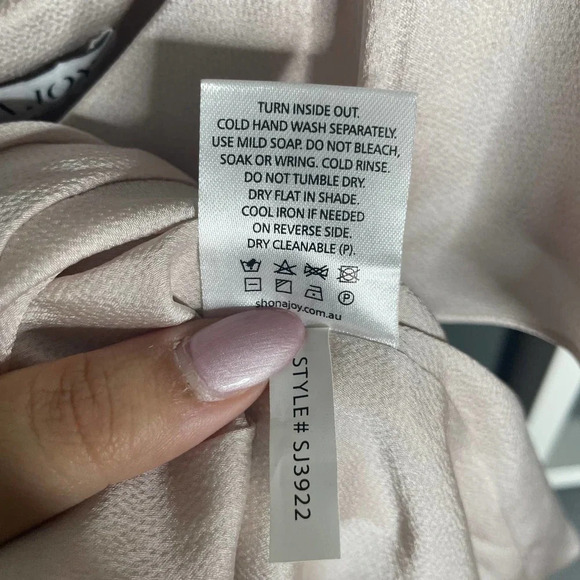 JOY
TURN INSIDE OUT.
COLD HAND WASH SEPARATELY.
USE MILD SOAP. DO NOT BLEACH,
SOAK OR WRING. COLD RINSE.
DO NOT TUMBLE DRY.
DRY FLAT IN SHADE.
COOL IRON IF NEEDED
ON REVERSE SIDE.
DRY CLEANABLE (P).
P
shonajoy.com.au
STYLE# SJ3922